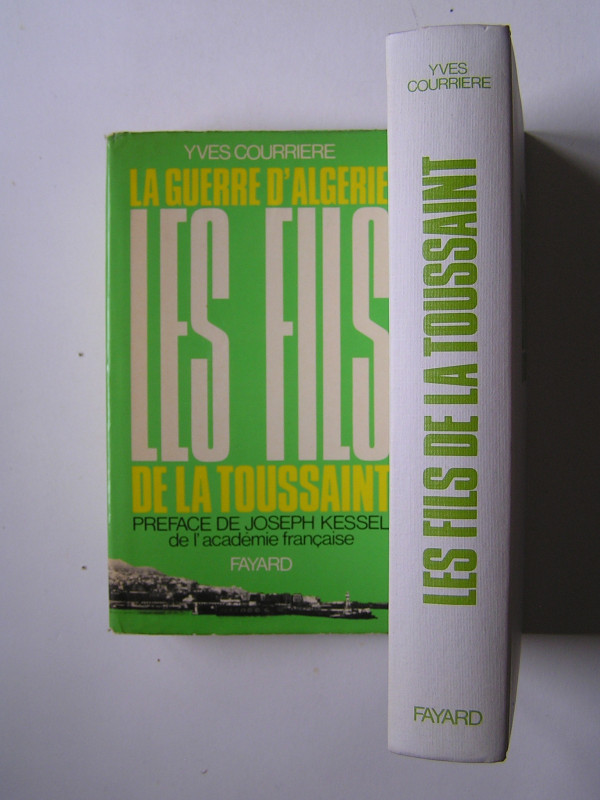 YVES COURRIERE
LA GUERRE D'ALGERIE
LES FILS
DE LA TOUSSAINT
PREFACE DE JOSEPH KESSEL
de l'académie française
FAYARD
YVES
COURRIERE
LES FILS DE LA TOUSSAINT
FAYARD